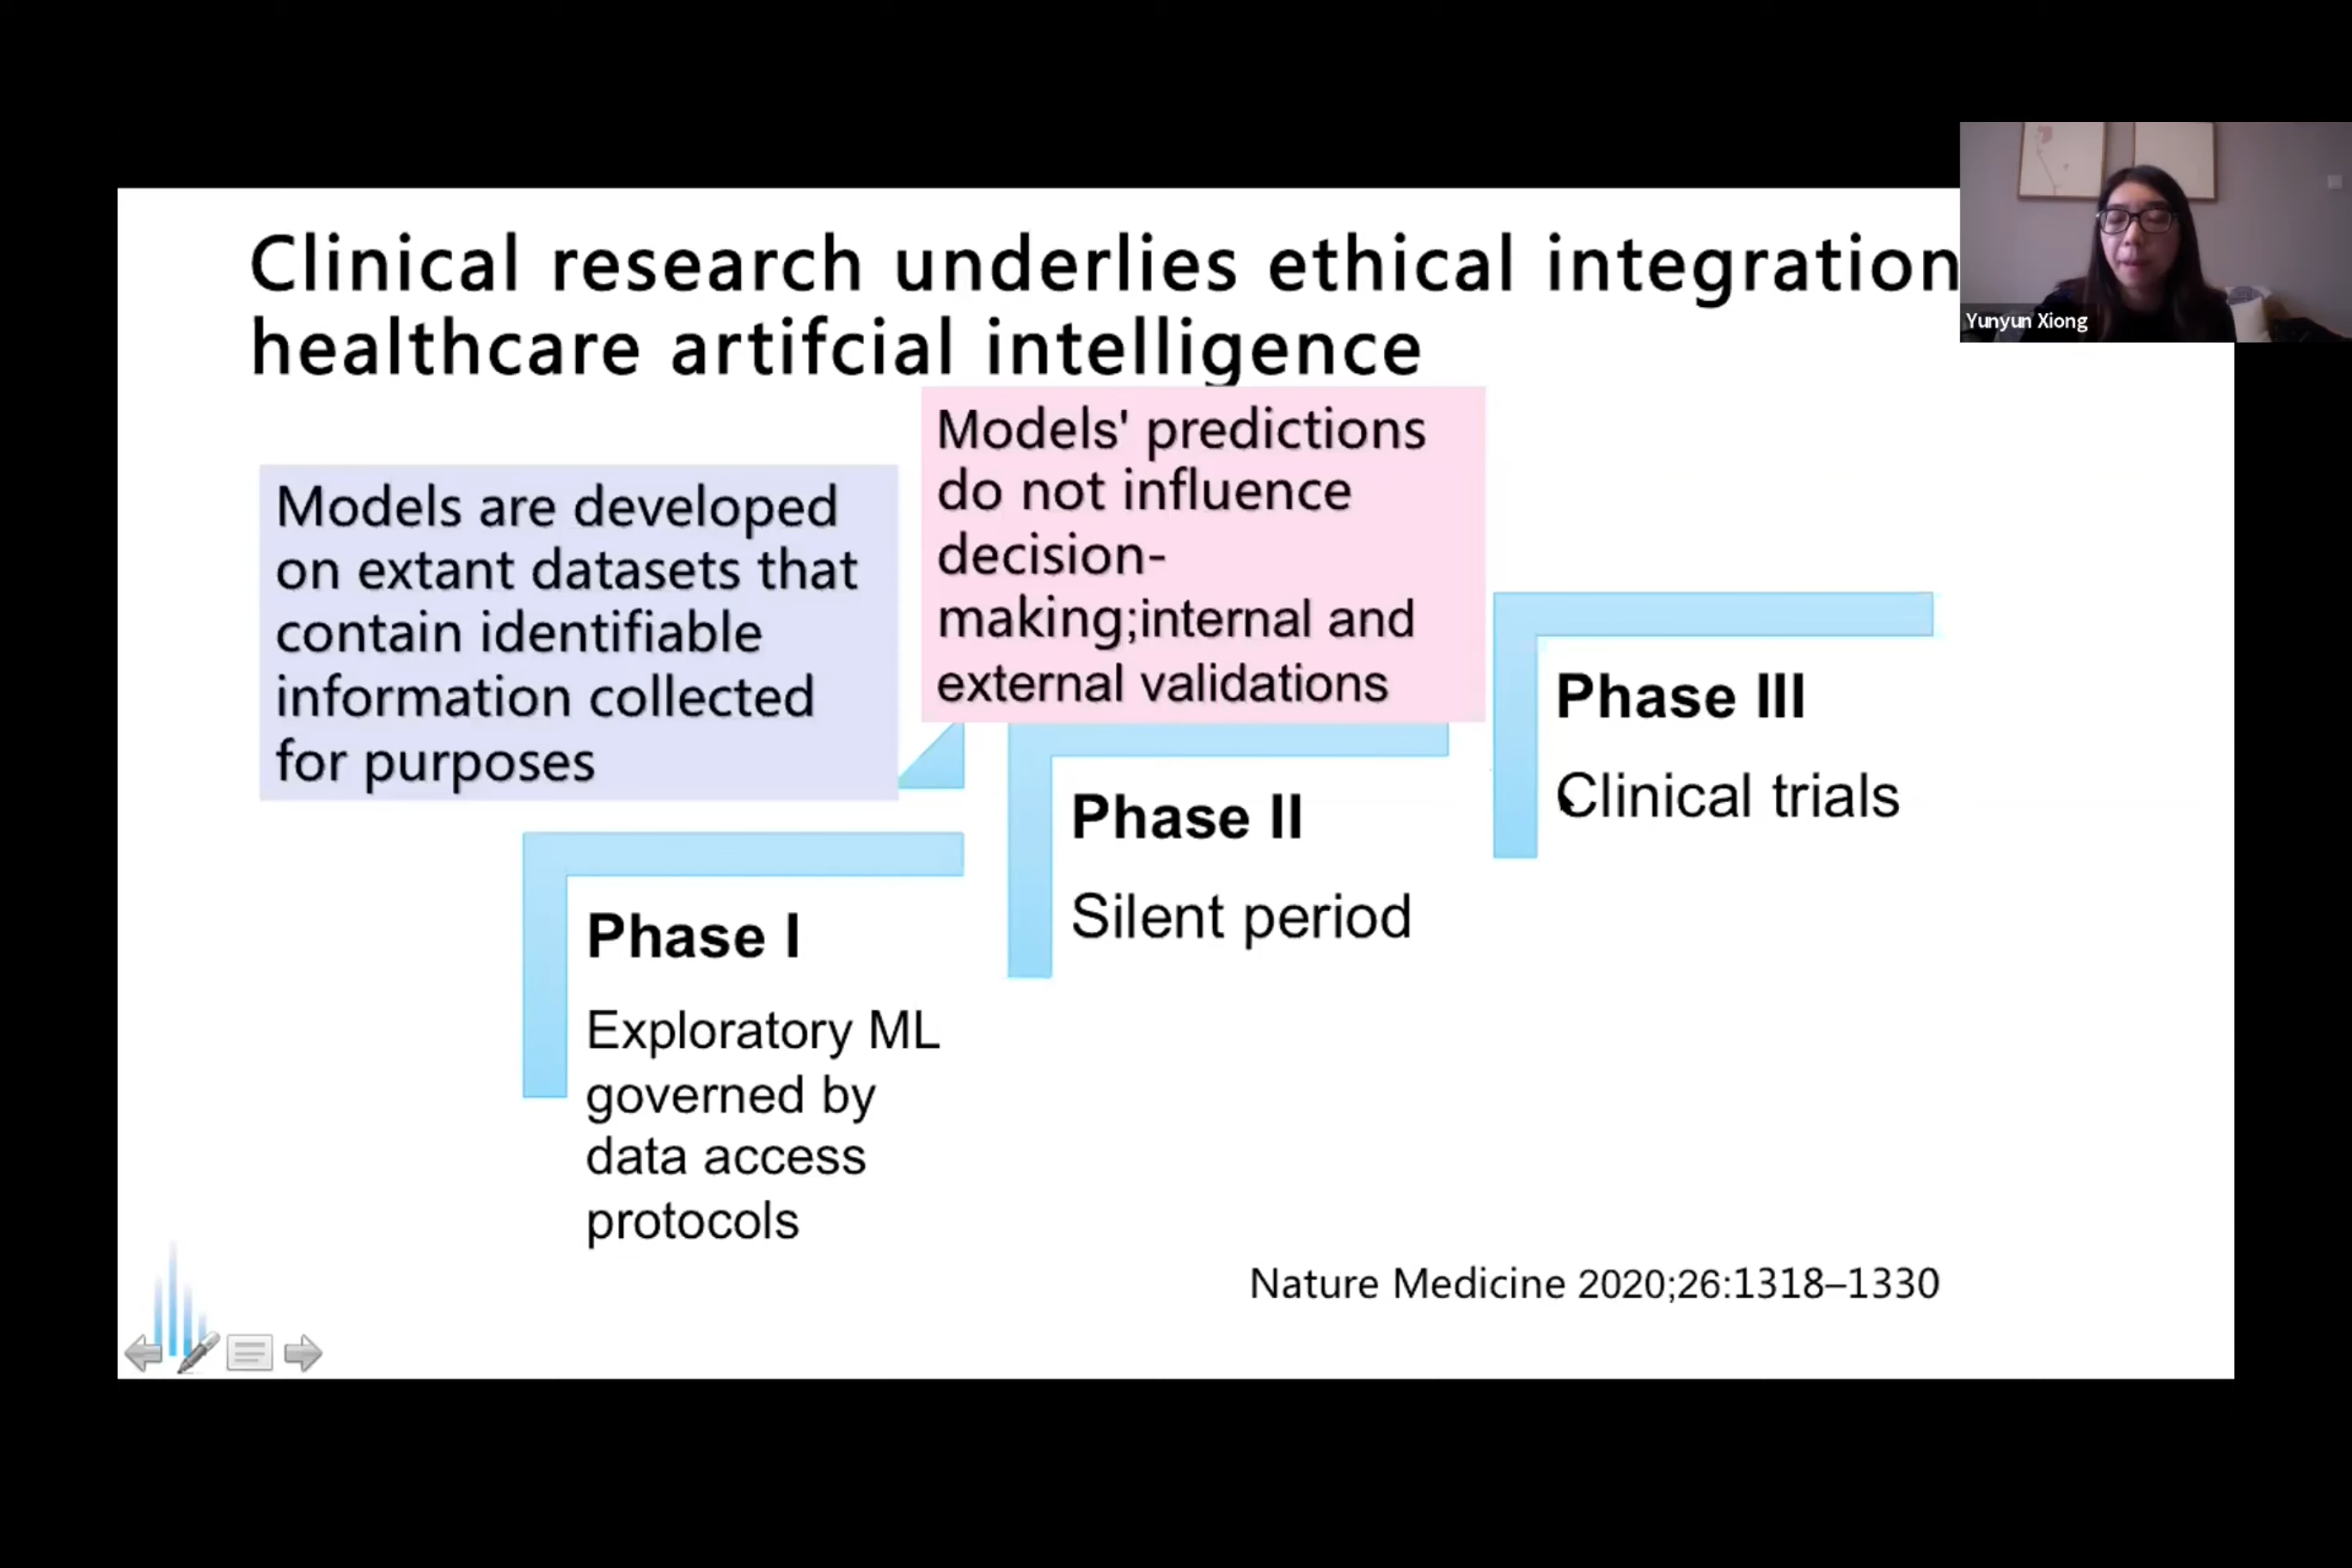 Clinical research underlies ethical integration
healthcare artifcial intelligence
Yunyun Xiong
Models are developed
on extant datasets that
contain identifiable
information collected
for purposes
Models' predictions
do not influence
decision-
making;internal and
external validations
Phase I
Exploratory ML
governed by
data access
protocols
Phase II
Silent period
Phase III
Clinical trials
Nature Medicine 2020;26:1318–1330